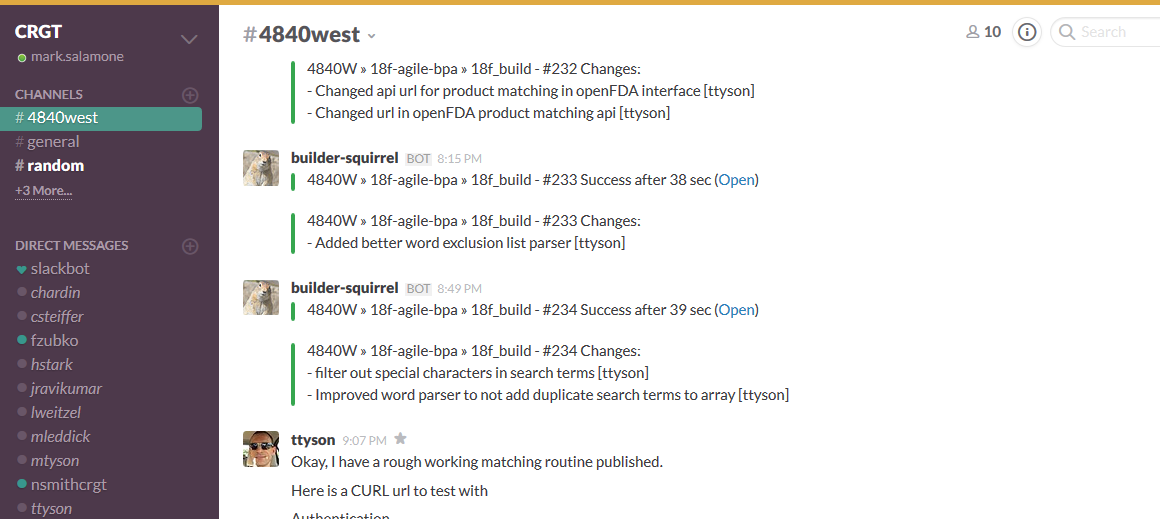 CRGT
mark.salamone
CHANNELS
# 4840west
# general
# random
+3 More...
DIRECT MESSAGES
slackbot
chardin
csteiffer
fzubko
hstark
jravikumar
lweitzel
mleddick
mtyson
nsmithcrgt
ttyson
#4840west
10
Search
4840W » 18f-agile-bpa » 18f_build - #232 Changes:
- Changed api url for product matching in openFDA interface [ttyson]
- Changed url in openFDA product matching api [ttyson]
builder-squirrel BOT 8:15 PM
4840W » 18f-agile-bpa » 18f_build - #233 Success after 38 sec (Open)
4840W » 18f-agile-bpa » 18f_build - #233 Changes:
- Added better word exclusion list parser [ttyson]
builder-squirrel BOT 8:49 PM
4840W » 18f-agile-bpa » 18f_build - #234 Success after 39 sec (Open)
4840W » 18f-agile-bpa » 18f_build - #234 Changes:
- filter out special characters in search terms [ttyson]
- Improved word parser to not add duplicate search terms to array [ttyson]
ttyson 9:07 PM
Okay, I have a rough working matching routine published.
Here is a CURL url to test with
Authentication